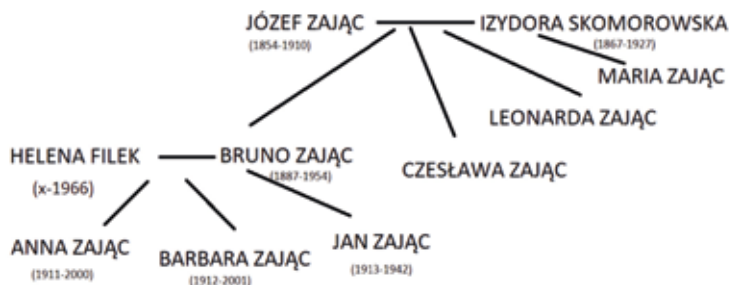 JÓZEF ZAJĄC
(1854-1910)
IZYDORA SKOMOROWSKA
(1867-1927)
MARIA ZAJĄC
LEONARDA ZAJĄC
CZESŁAWA ZAJĄC
HELENA FILEK
(x-1966)
BRUNO ZAJĄC
(1887-1954)
ANNA ZAJĄC
(1911-2000)
BARBARA ZAJĄC
(1912-2001)
JAN ZAJĄC
(1913-1942)